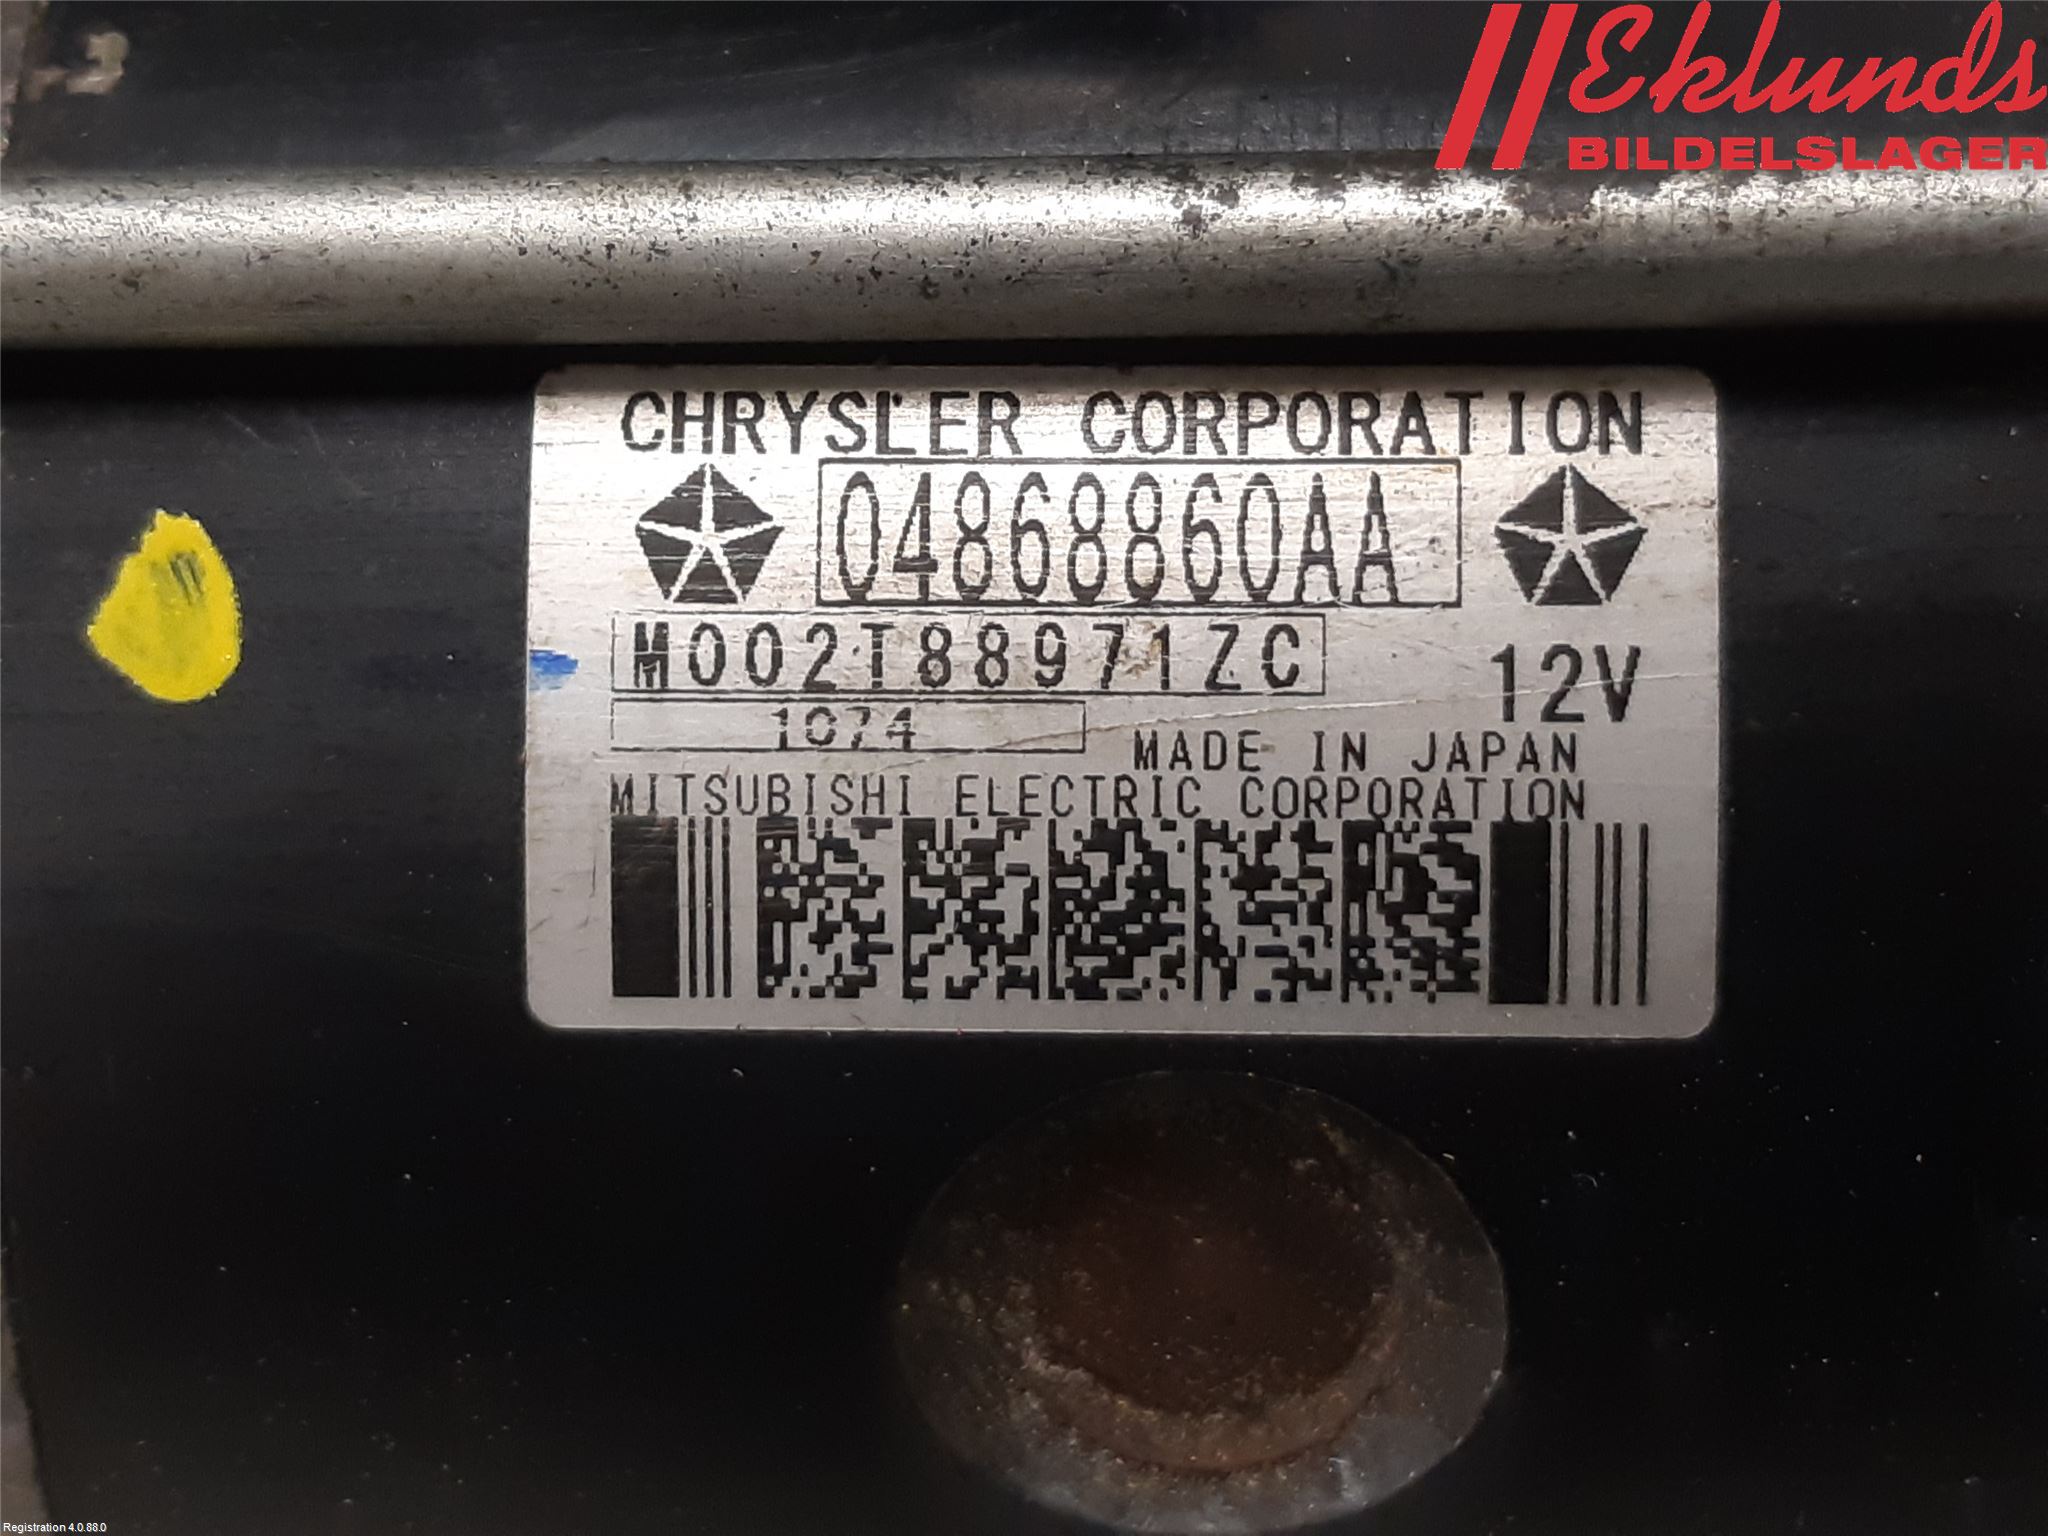 Eklunds
BILDELSLAGER
CHRYSLER CORPORATION
04868860AA
M002T88971ZC
12V
1074
MADE IN JAPAN
MITSUBISHI ELECTRIC CORPORATION
Registration 4.0.88.0